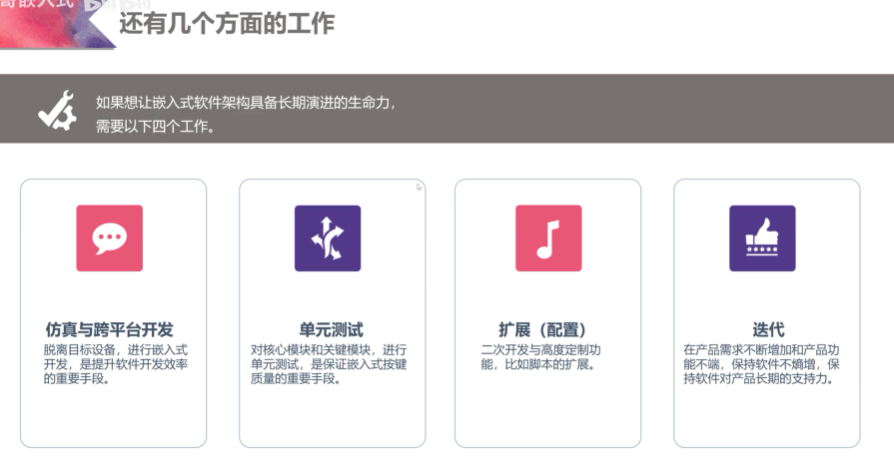 哥嵌入式 BiliBili
还有几个方面的工作
如果想让嵌入式软件架构具备长期演进的生命力，
需要以下四个工作。
仿真与跨平台开发
脱离目标设备，进行嵌入式
开发，是提升软件开发效率
的重要手段。
单元测试
对核心模块和关键模块，进行
单元测试，是保证嵌入式按键
质量的重要手段。
扩展（配置）
二次开发与高度定制功
能，比如脚本的扩展。
迭代
在产品需求不断增加和产品功
能不端，保持软件不熵增，保
持软件对产品长期的支持力。